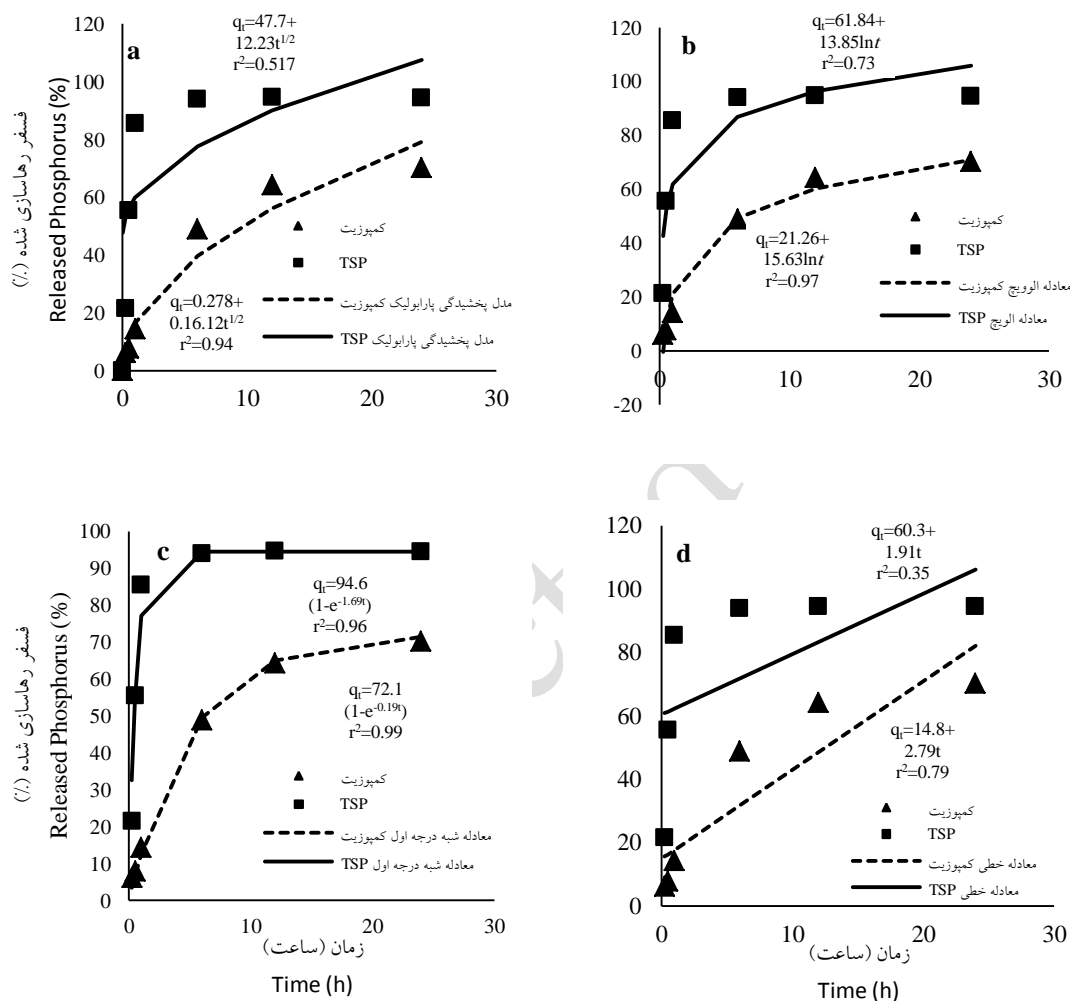 a
qt=47.7+
12.23t1/2
r2=0.517
120
100
80
60
40
20
0
0
10
20
30
فسفر رهاسازی شده (٪)
Released Phosphorus (%)
کمپوزیت
TSP
مدل پخشیدگی پارابولیک کمپوزیت
مدل پخشیدگی پارابولیک TSP
qt=0.278+
0.16.12t1/2
r2=0.94
b
qt=61.84+
13.85lnt
r2=0.73
120
100
80
60
40
20
0
-20
0
10
20
30
qt=21.26+
15.63lnt
r2=0.97
کمپوزیت
TSP
معادله الوویچ کمپوزیت
معادله الویچ TSP
c
100
90
80
70
60
50
40
30
20
10
0
0
10
20
30
فسفر رهاسازی شده (٪)
Released Phosphorus (%)
qt=94.6
(1-e-1.69t)
r2=0.96
qt=72.1
(1-e-0.19t)
r2=0.99
کمپوزیت
TSP
معادله شبه درجه اول کمپوزیت
معادله شبه درجه اول TSP
زمان (ساعت)
Time (h)
d
120
100
80
60
40
20
0
0
10
20
30
qt=60.3+
1.91t
r2=0.35
qt=14.8+
2.79t
r2=0.79
کمپوزیت
TSP
معادله خطی کمپوزیت
معادله خطی TSP
زمان (ساعت)
Time (h)